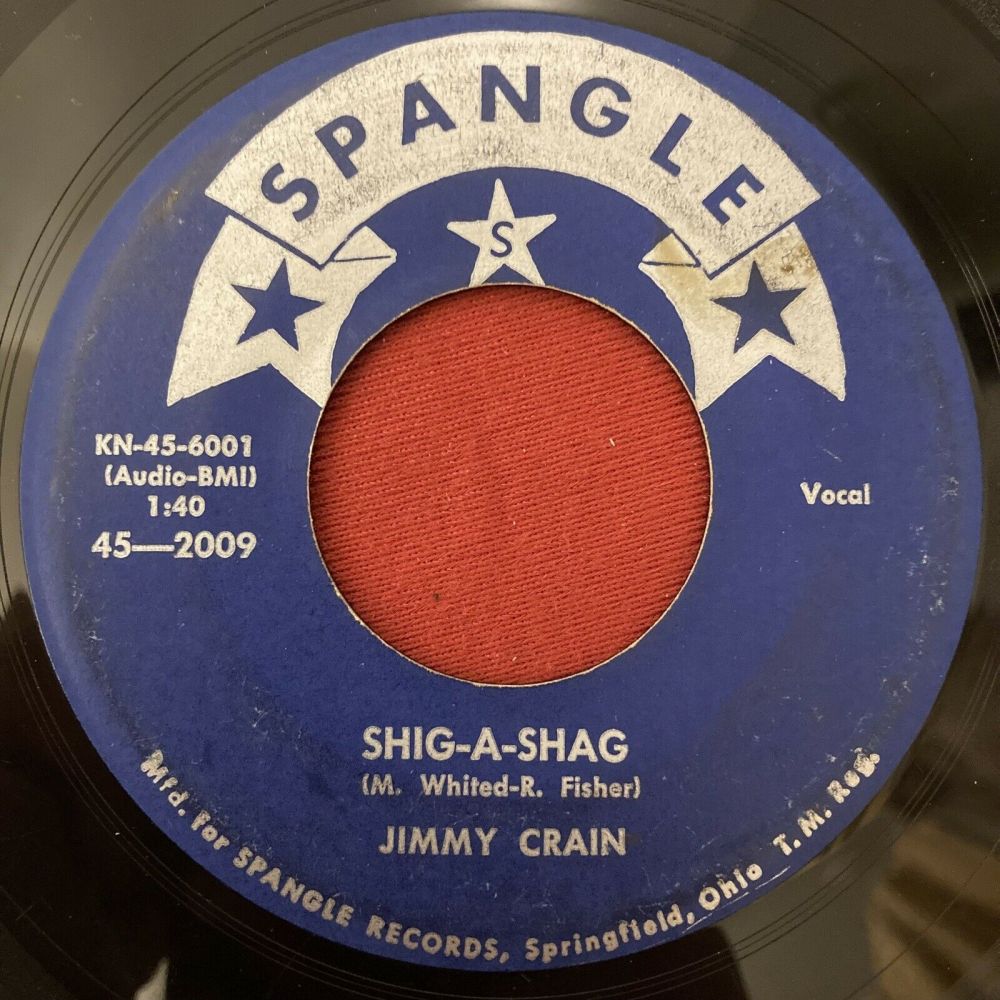 SPANGLE
S
KN-45-6001
(Audio-BMI)
1:40
45—2009
Vocal
SHIG-A-SHAG
(M. Whited-R. Fisher)
JIMMY CRAIN
Mfd. for SPANGLE RECORDS, Springfield, Ohio T. M. Reg.